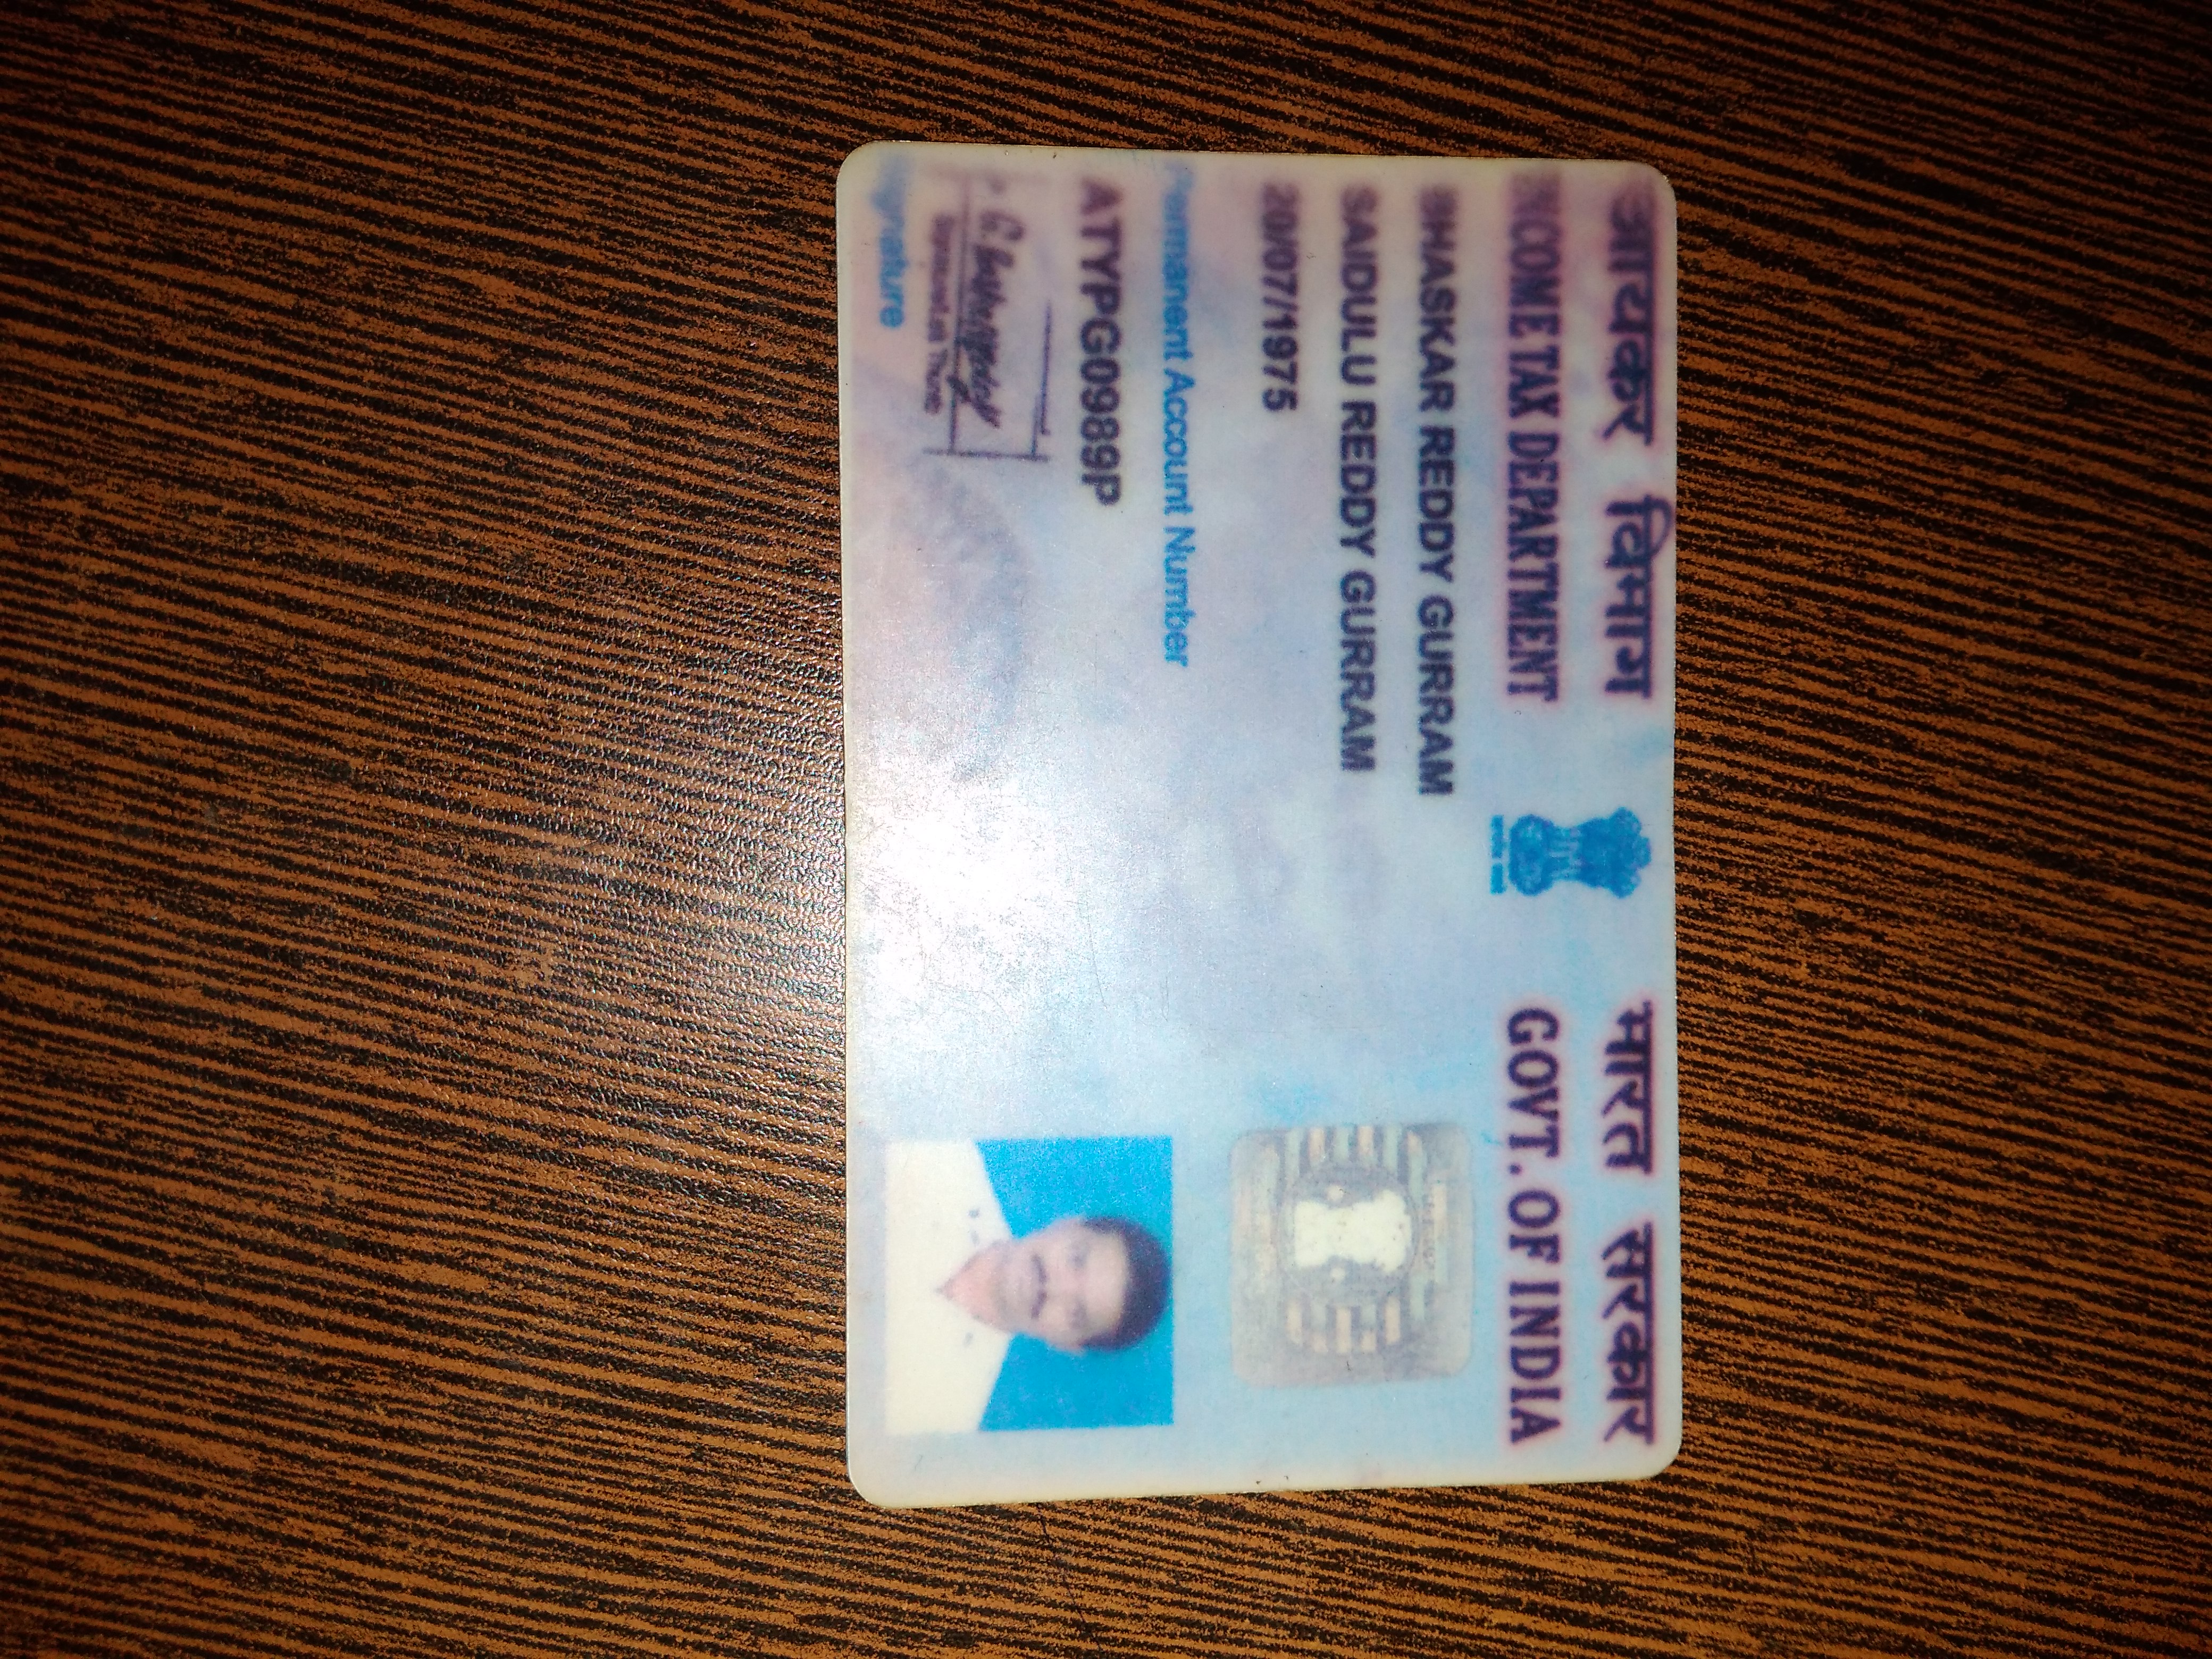 आयकर विभाग भारत सरकार
INCOME TAX DEPARTMENT GOVT. OF INDIA
BHASKAR REDDY GURRAM
SAIDULU REDDY GURRAM
20/07/1975
Permanent Account Number
ATYPG0989P
Signature